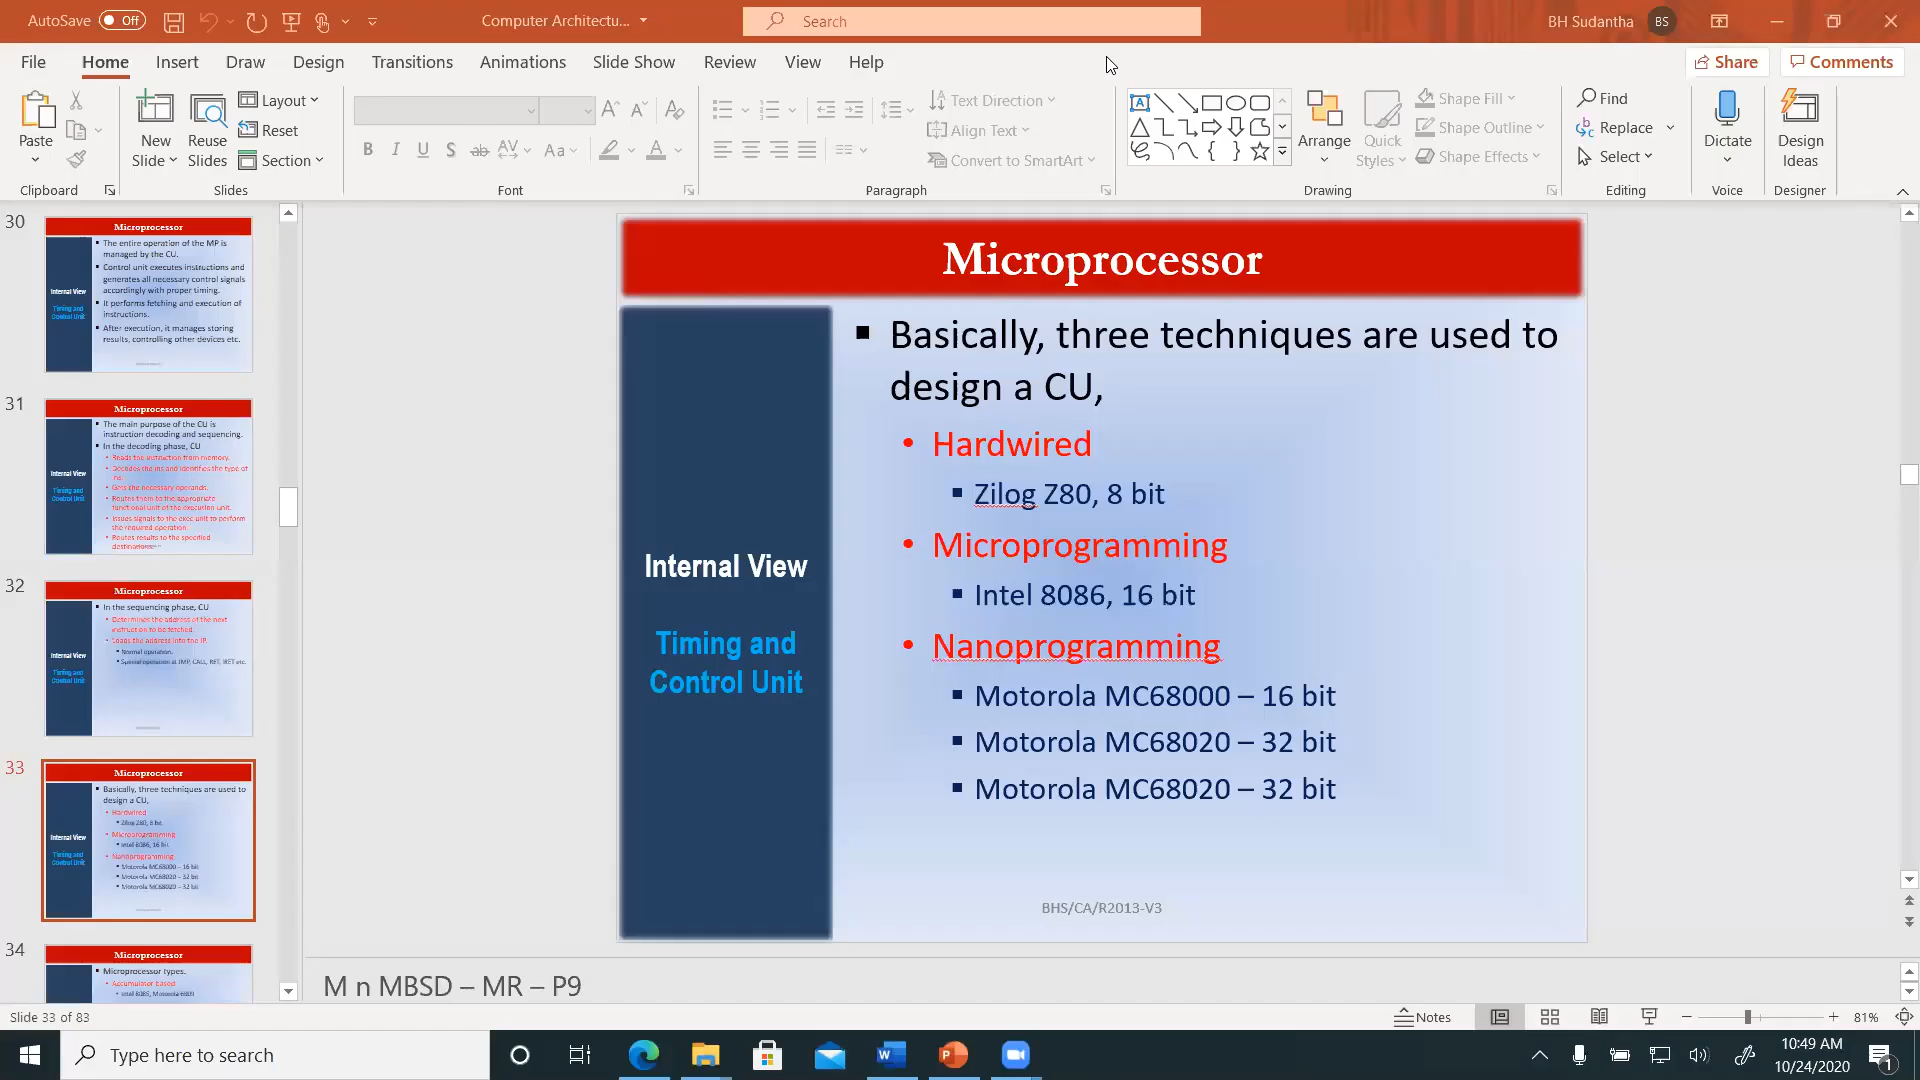 AutoSave Off
Computer Architectu...
Search
BH Sudantha BS
File Home Insert Draw Design Transitions Animations Slide Show Review View Help
Share Comments
Paste
Clipboard
New Slide
Reuse Slides
Layout
Reset
Section
Slides
B I U S ab AV Aa A
Font
Text Direction
Align Text
Convert to SmartArt
Paragraph
Arrange
Quick Styles
Shape Fill
Shape Outline
Shape Effects
Drawing
Find
Replace
Select
Editing
Dictate
Voice
Design Ideas
Designer
30
Microprocessor
The entire operation of the MP is
managed by the CU.
Control unit executes instructions and
generates all necessary control signals
accordingly with proper timing.
It performs fetching and execution of
instructions.
After execution, it manages storing
results, controlling other devices etc.
Internal View
Timing and
Control Unit
31
Microprocessor
The main purpose of the CU is
instruction decoding and sequencing.
In the decoding phase, CU
Reads the instruction from memory.
Decodes the ins and identifies the type of
ins.
Gets the necessary operands.
Routes them to the appropriate
functional unit of the execution unit.
Issues signals to the exec unit to perform
the required operation.
Routes results to the specified
destinations.
Internal View
Timing and
Control Unit
32
Microprocessor
In the sequencing phase, CU
Determines the address of the next
instruction to be fetched.
Loads the address into the IP.
Normal operation.
Special operation at JMP, CALL, RET, IRET etc.
Internal View
Timing and
Control Unit
33
Microprocessor
Basically, three techniques are used to
design a CU,
Hardwired
Zilog Z80, 8 bit
Microprogramming
Intel 8086, 16 bit
Nanoprogramming
Motorola MC68000 – 16 bit
Motorola MC68020 – 32 bit
Motorola MC68020 – 32 bit
Internal View
Timing and
Control Unit
34
Microprocessor
Microprocessor types.
Accumulator based
Intel 8085, Motorola 6809
Microprocessor
Internal View
Timing and
Control Unit
Basically, three techniques are used to
design a CU,
Hardwired
Zilog Z80, 8 bit
Microprogramming
Intel 8086, 16 bit
Nanoprogramming
Motorola MC68000 – 16 bit
Motorola MC68020 – 32 bit
Motorola MC68020 – 32 bit
BHS/CA/R2013-V3
M n MBSD – MR – P9
Slide 33 of 83
Notes
81%
Type here to search
10:49 AM
10/24/2020
1